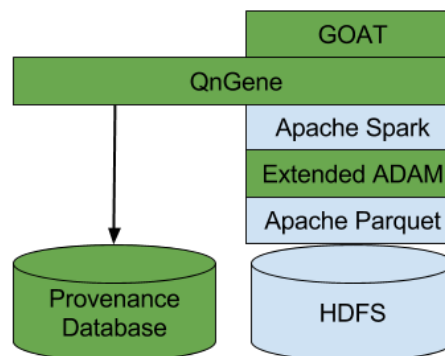 GOAT
QnGene
Apache Spark
Extended ADAM
Apache Parquet
Provenance
Database
HDFS